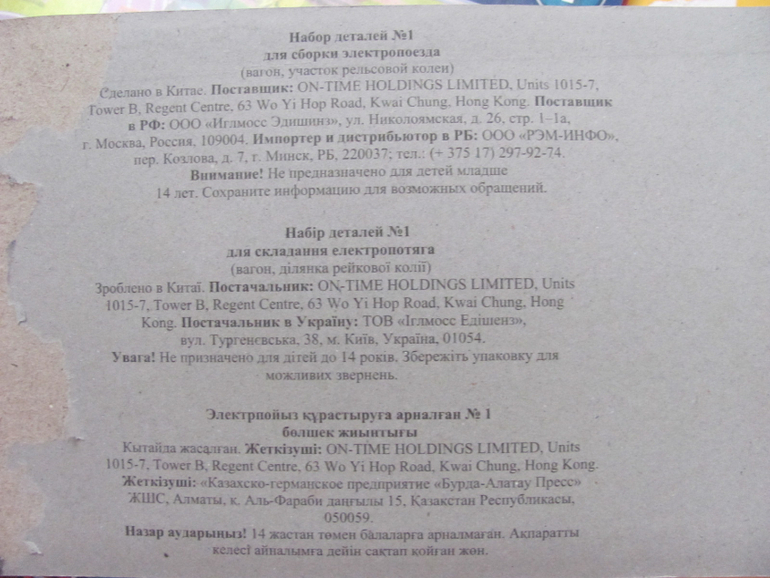 Набор деталей №1
для сборки электропоезда
(вагон, участок рельсовой колеи)
Сделано в Китае. Поставщик: ON-TIME HOLDINGS LIMITED, Units 1015-7,
Tower B, Regent Centre, 63 Wo Yi Hop Road, Kwai Chung, Hong Kong. Поставщик
в РФ: ООО «Иглмосс Эдишинз», ул. Николоямская, д. 26, стр. 1–1а,
г. Москва, Россия, 109004. Импортер и дистрибьютор в РБ: ООО «РЭМ-ИНФО»,
пер. Козлова, д. 7, г. Минск, РБ, 220037; тел.: (+ 375 17) 297-92-74.
Внимание! Не предназначено для детей младше
14 лет. Сохраните информацию для возможных обращений.
Набір деталей №1
для складання електропотяга
(вагон, ділянка рейкової колії)
Зроблено в Китаї. Постачальник: ON-TIME HOLDINGS LIMITED, Units
1015-7, Tower B, Regent Centre, 63 Wo Yi Hop Road, Kwai Chung, Hong
Kong. Постачальник в Україну: ТОВ «Іглмосс Едішенз»,
вул. Тургенєвська, 38, м. Київ, Україна, 01054.
Увага! Не призначено для дітей до 14 років. Збережіть упаковку для
можливих звернень.
Электрпойыз құрастыруға арналған № 1
бөлшек жиынтығы
Қытайда жасалған. Жеткізуші: ON-TIME HOLDINGS LIMITED, Units
1015-7, Tower B, Regent Centre, 63 Wo Yi Hop Road, Kwai Chung, Hong Kong.
Жеткізуші: «Казахско-германское предприятие «Бурда-Алатау Пресс»
ЖШС, Алматы, к. Аль-Фараби даңғылы 15, Қазақстан Республикасы,
050059.
Назар аударыңыз! 14 жастан төмен балаларға арналмаған. Ақпаратты
келесі айналымға дейін сақтап қойған жөн.